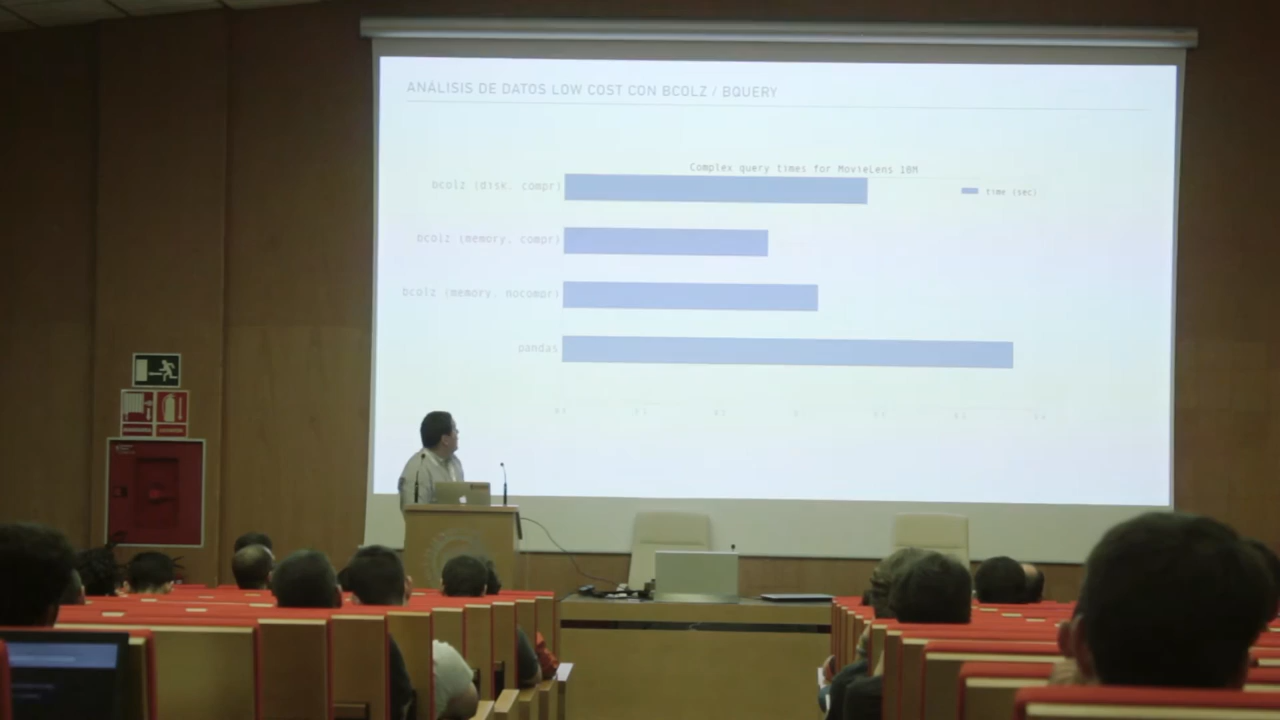 ANÁLISIS DE DATOS LOW COST CON BCOLZ / BQUERY
Complex query times for MovieLens 10M
time (sec)
bcolz (disk, compr)
bcolz (memory, compr)
bcolz (memory, nocompr)
pandas